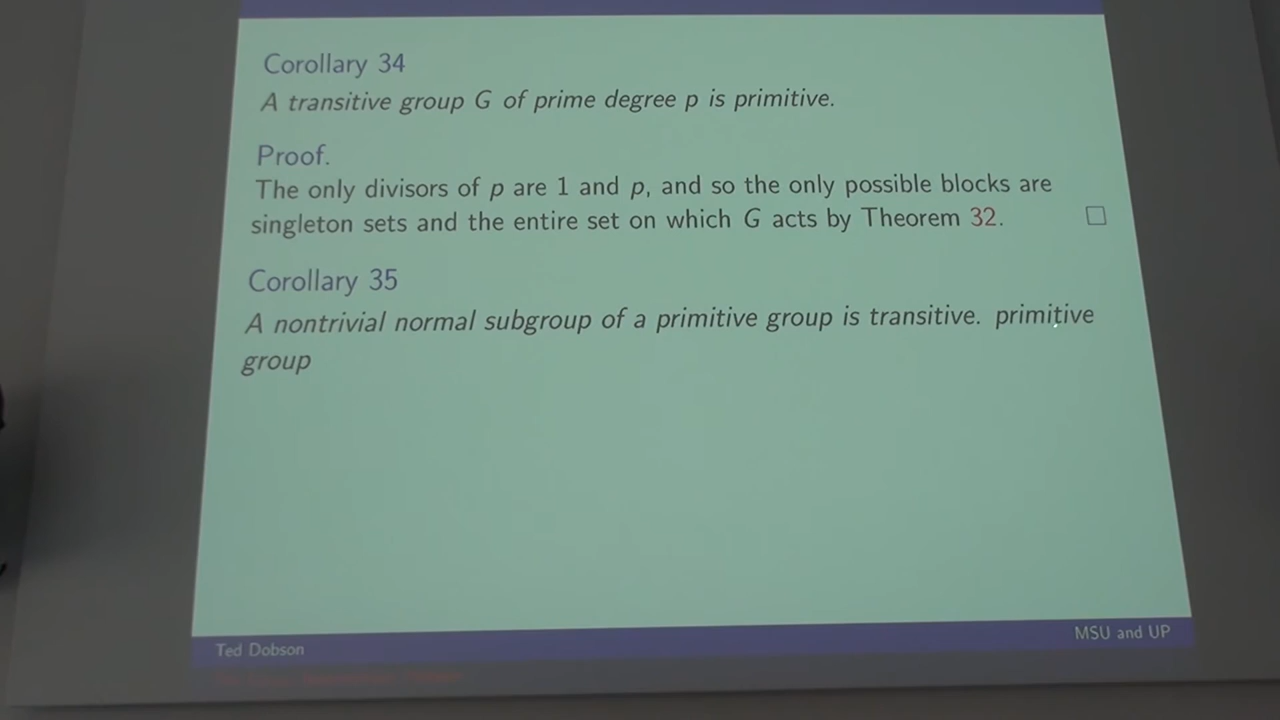 Corollary 34
A transitive group G of prime degree p is primitive.
Proof.
The only divisors of p are 1 and p, and so the only possible blocks are
singleton sets and the entire set on which G acts by Theorem 32.
Corollary 35
A nontrivial normal subgroup of a primitive group is transitive. primitive
group
Ted Dobson
MSU and UP